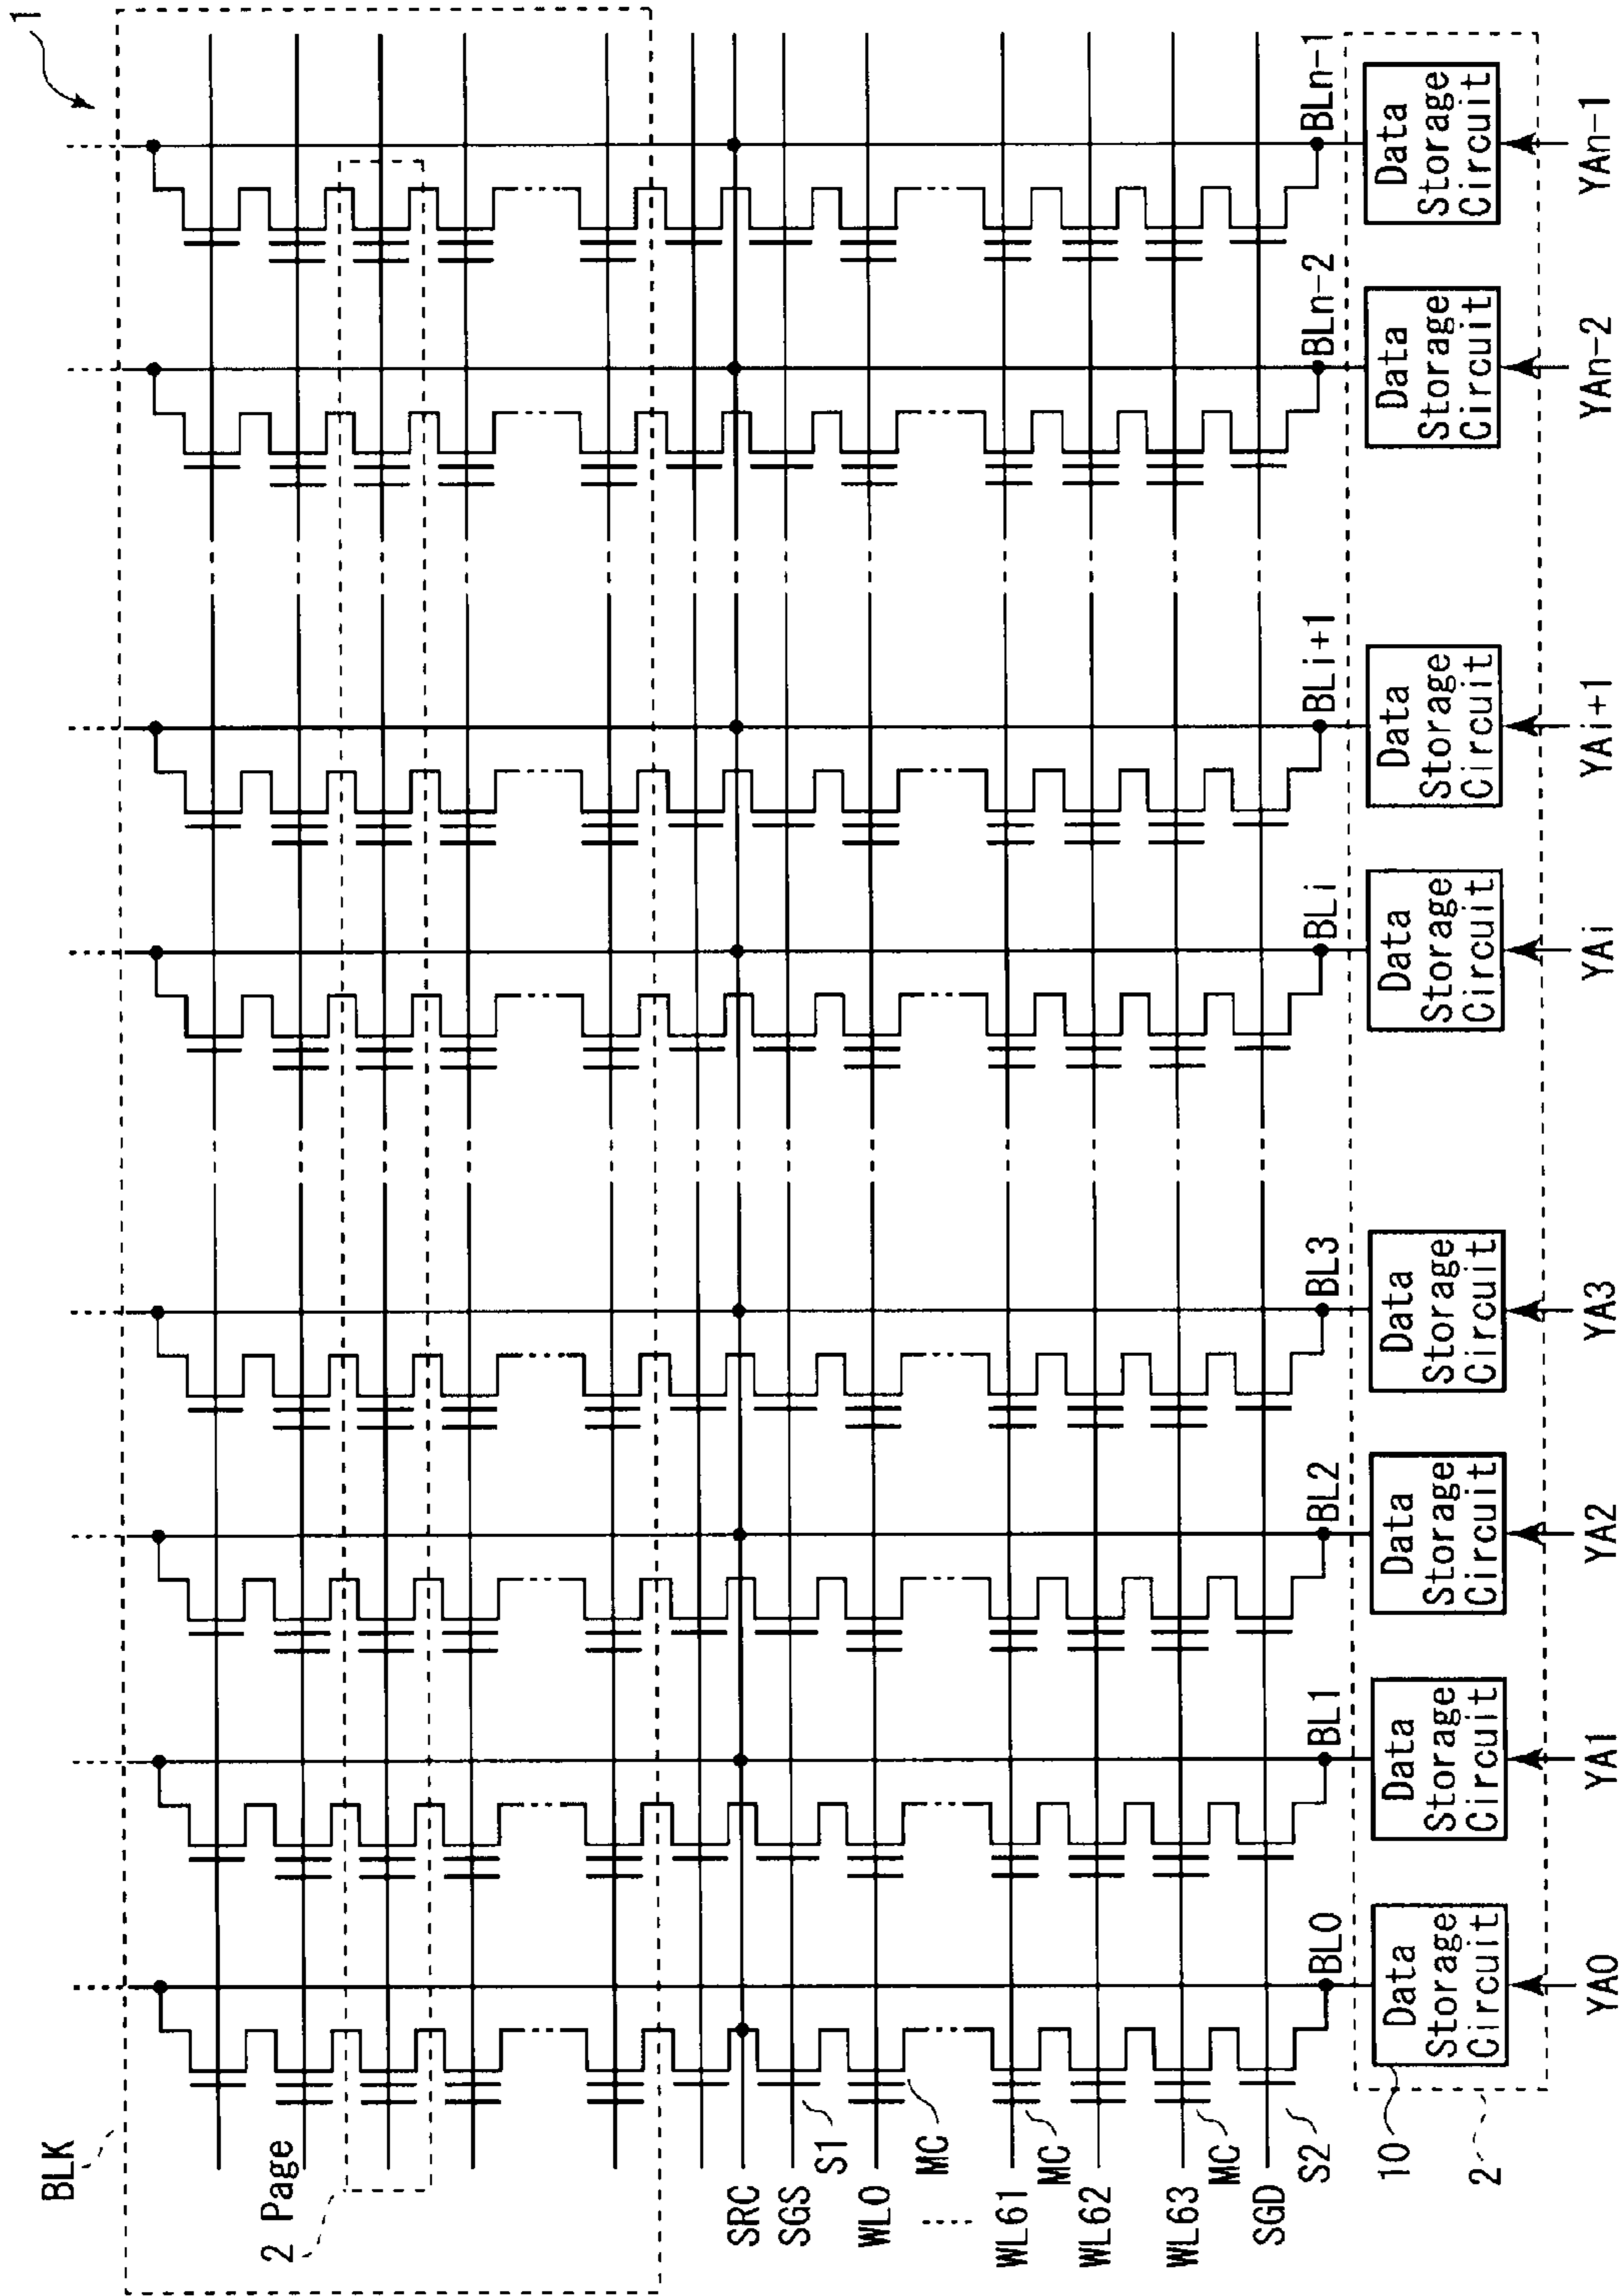 1
BLK
2 Page
SRC
SGS
S1
WL0
MC
WL61
MC
WL62
WL63
MC
SGD
S2
BL0
BL1
BL2
BL3
BLi
BLi+1
BLn-2
BLn-1
10
2
Data
Storage
Circuit
Data
Storage
Circuit
Data
Storage
Circuit
Data
Storage
Circuit
Data
Storage
Circuit
Data
Storage
Circuit
Data
Storage
Circuit
Data
Storage
Circuit
YA0
YA1
YA2
YA3
YAi
YAi+1
YAn-2
YAn-1